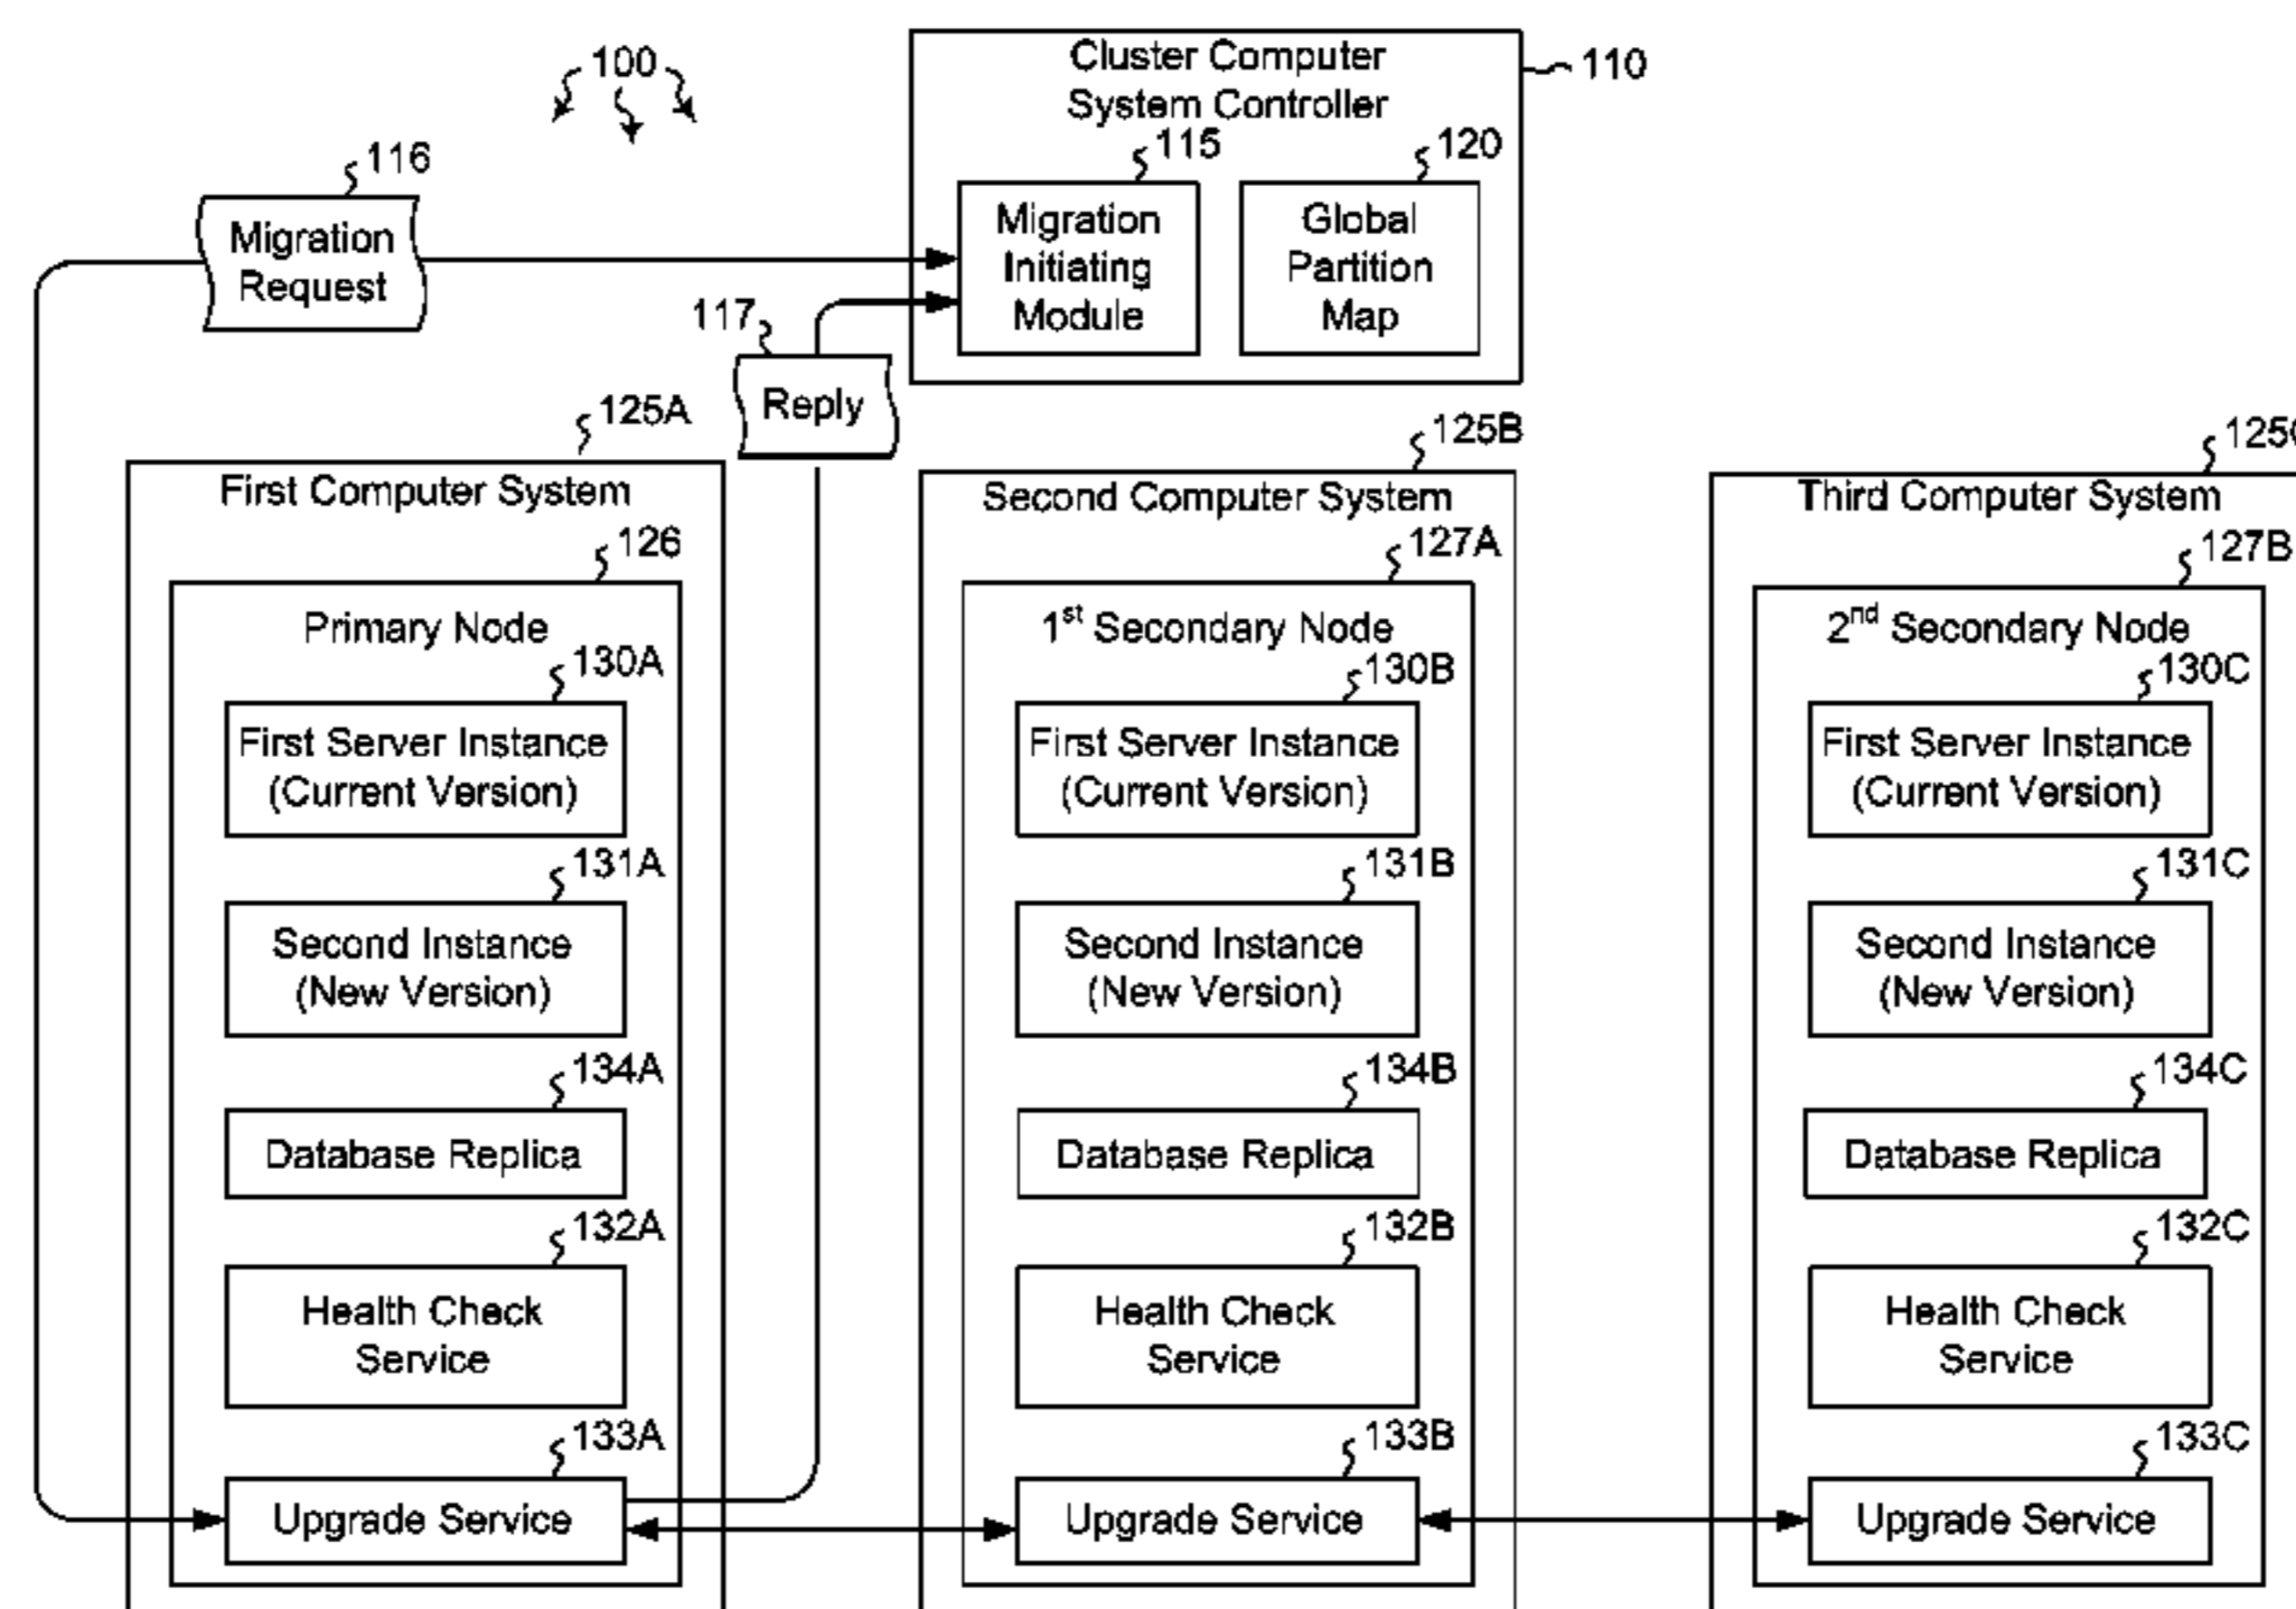 100
Cluster Computer
System Controller
110
116
115
120
Migration
Request
Migration
Initiating
Module
Global
Partition
Map
117
Reply
125A
First Computer System
126
Primary Node
130A
First Server Instance
(Current Version)
131A
Second Instance
(New Version)
134A
Database Replica
132A
Health Check
Service
133A
Upgrade Service
125B
Second Computer System
127A
1st Secondary Node
130B
First Server Instance
(Current Version)
131B
Second Instance
(New Version)
134B
Database Replica
132B
Health Check
Service
133B
Upgrade Service
Third Computer System
127B
2nd Secondary Node
130C
First Server Instance
(Current Version)
131C
Second Instance
(New Version)
134C
Database Replica
132C
Health Check
Service
133C
Upgrade Service